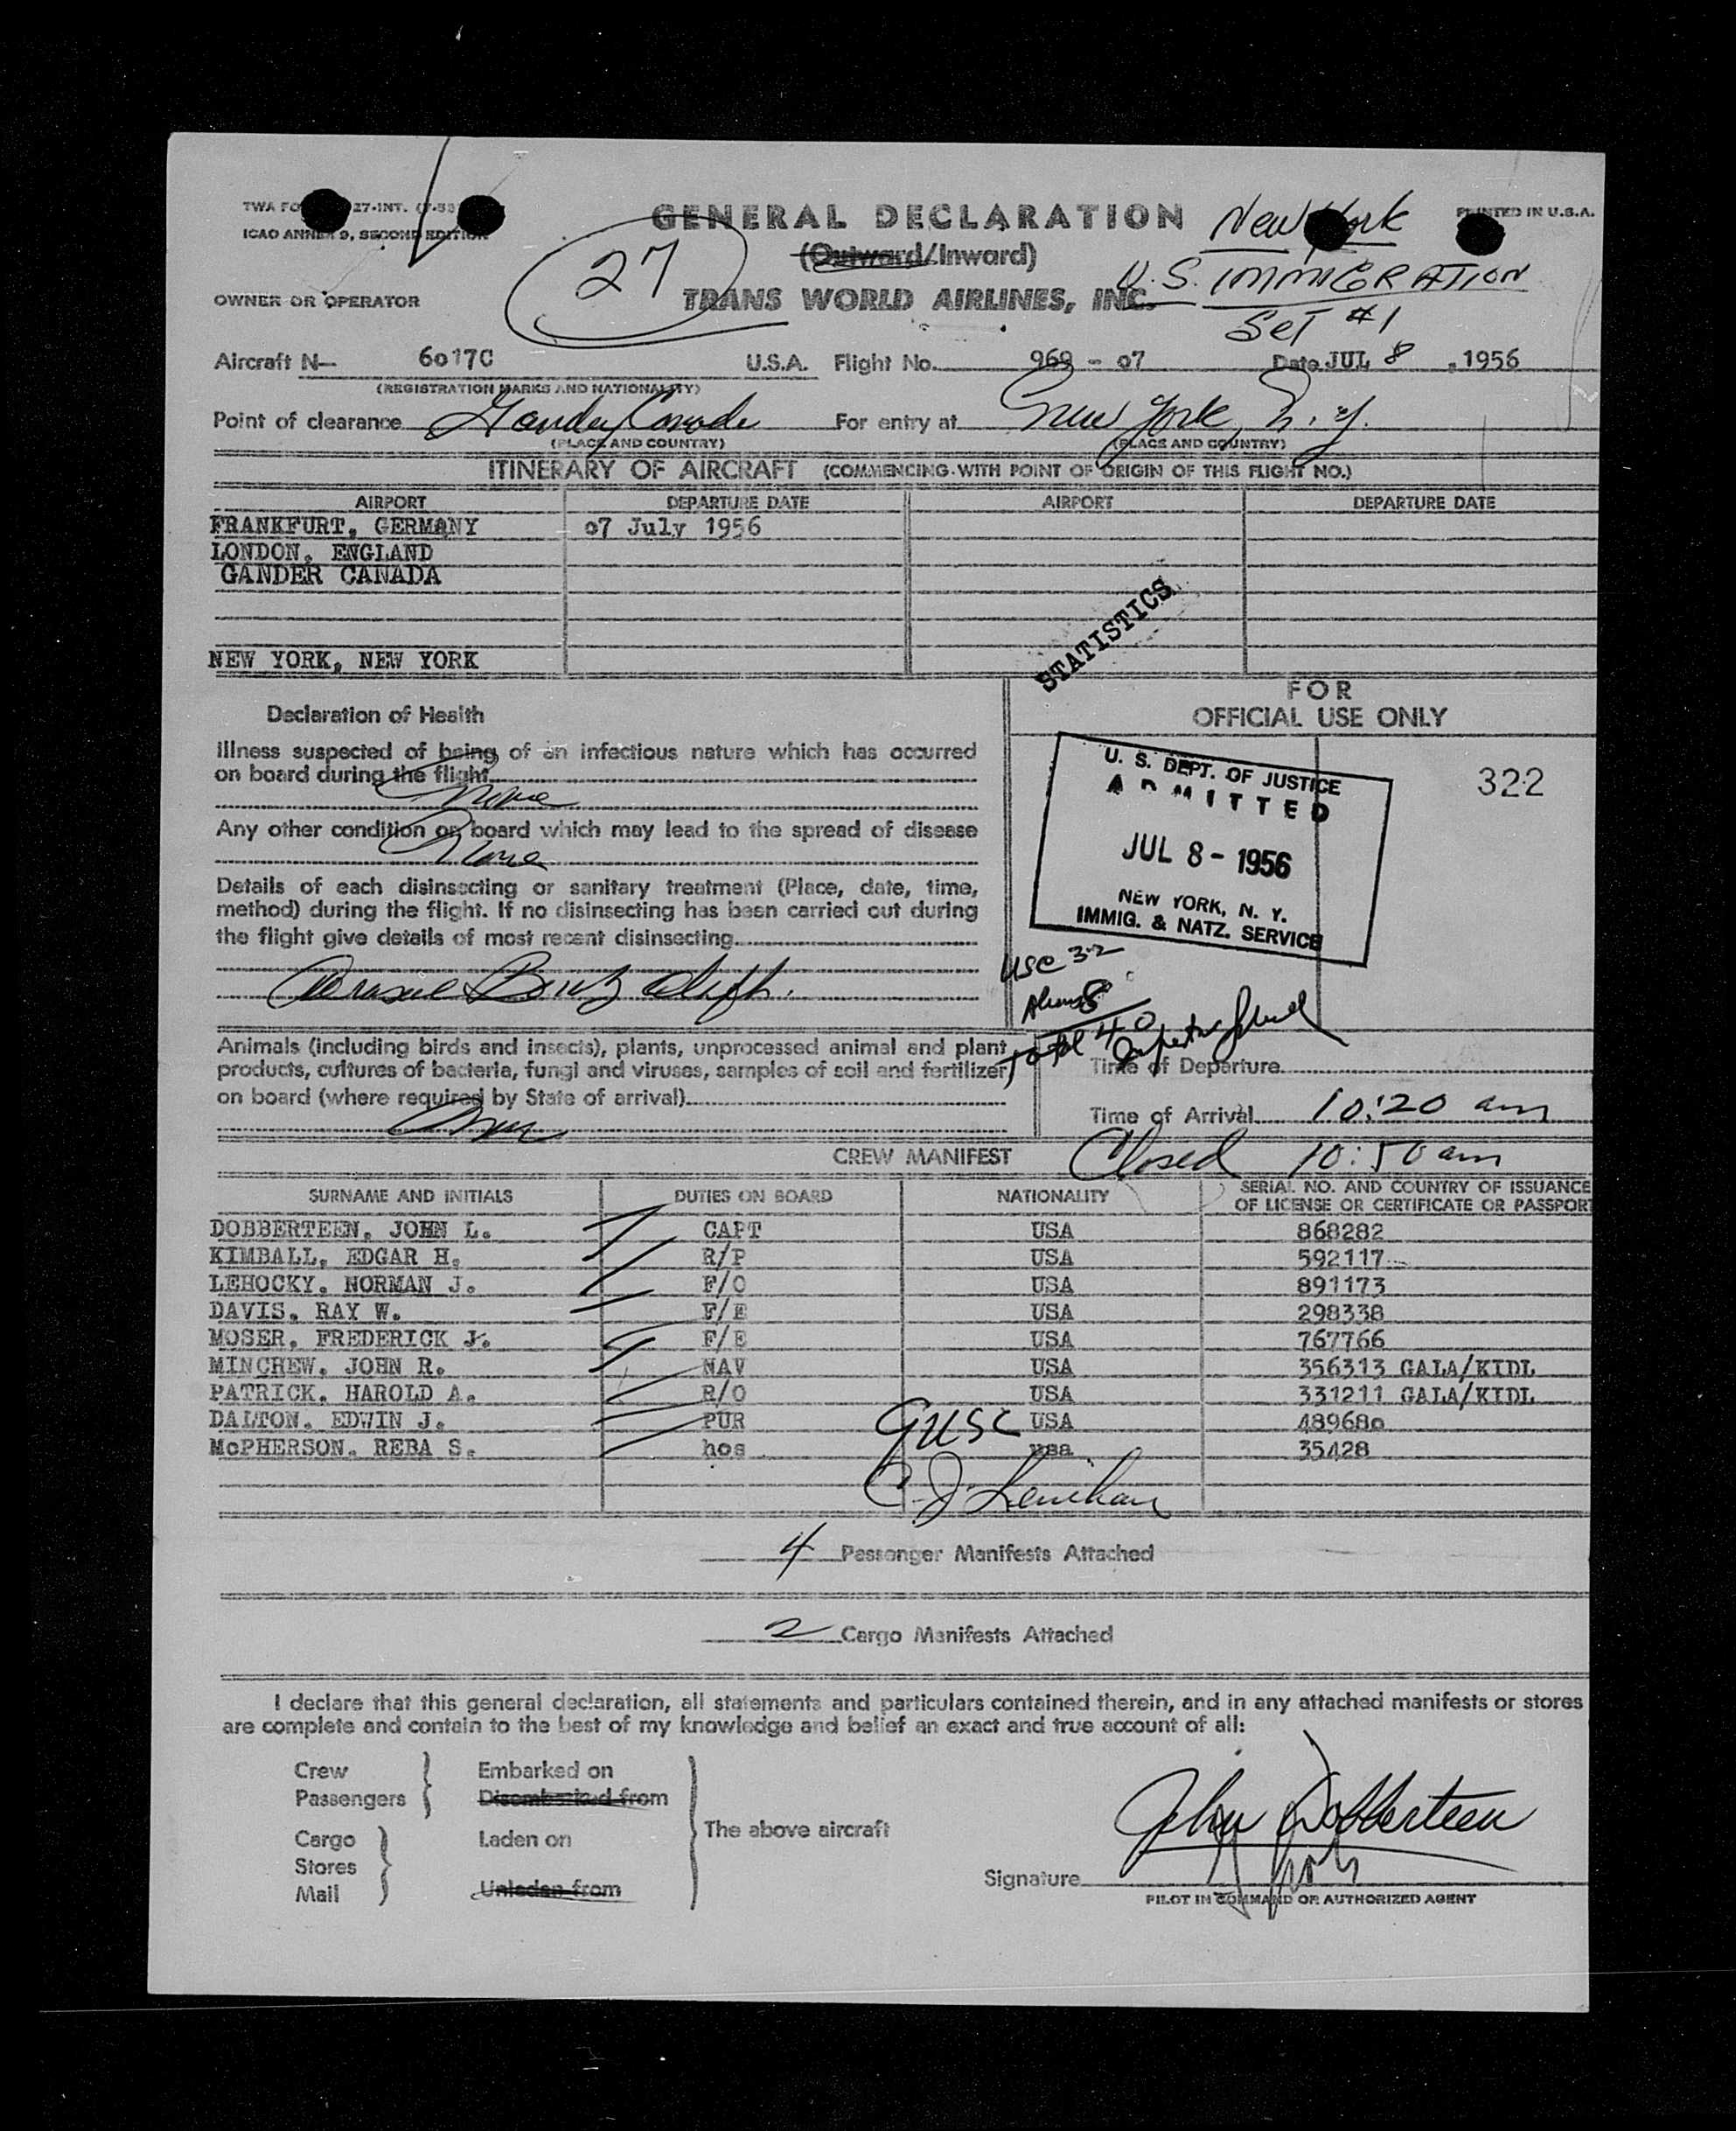 TWA FO 27-INT. (7-53
GENERAL DECLARATION
New York
PRINTED IN U.S.A.
ICAO ANNEX 9, SECOND EDITION
(Outward/Inward)
27
U.S. IMMIGRATION
OWNER OR OPERATOR
TRANS WORLD AIRLINES, INC.
Set #1
Aircraft N— 6017C U.S.A. Flight No. 969 - 07 Date JUL 8, 1956
(REGISTRATION MARKS AND NATIONALITY)
Point of clearance Gander Canada For entry at New York, N.Y.
(PLACE AND COUNTRY) (PLACE AND COUNTRY)
ITINERARY OF AIRCRAFT (COMMENCING WITH POINT OF ORIGIN OF THIS FLIGHT NO.)
AIRPORT DEPARTURE DATE AIRPORT DEPARTURE DATE
FRANKFURT, GERMANY 07 July 1956
LONDON, ENGLAND
GANDER CANADA
STATISTICS
NEW YORK, NEW YORK
FOR
OFFICIAL USE ONLY
Declaration of Health
Illness suspected of being of an infectious nature which has occurred
on board during the flight
None
Any other condition on board which may lead to the spread of disease
None
Details of each disinsecting or sanitary treatment (Place, date, time,
method) during the flight. If no disinsecting has been carried out during
the flight give details of most recent disinsecting
U. S. DEPT. OF JUSTICE
ADMITTED
JUL 8 - 1956
NEW YORK, N. Y.
IMMIG. & NATZ. SERVICE
322
USC 32
Aliens 8
Total 40
Animals (including birds and insects), plants, unprocessed animal and plant
products, cultures of bacteria, fungi and viruses, samples of soil and fertilizer
on board (where required by State of arrival)
Time of Departure
Time of Arrival 10:20 am
CREW MANIFEST Closed 10:50 am
SURNAME AND INITIALS DUTIES ON BOARD NATIONALITY SERIAL NO. AND COUNTRY OF ISSUANCE
OF LICENSE OR CERTIFICATE OR PASSPORT
DOBBERTEEN, JOHN L. CAPT USA 868282
KIMBALL, EDGAR H. R/P USA 592117
LEHOCKY, NORMAN J. F/O USA 891173
DAVIS, RAY W. F/E USA 298338
MOSER, FREDERICK J. F/E USA 767766
MINCREW, JOHN R. NAV USA 356313 GALA/KIDL
PATRICK, HAROLD A. R/O USA 331211 GALA/KIDL
DALTON, EDWIN J. PUR USA 489680
McPHERSON, REBA S. hos usa 35428
9 USC
C. J. Lenihan
4 Passenger Manifests Attached
2 Cargo Manifests Attached
I declare that this general declaration, all statements and particulars contained therein, and in any attached manifests or stores
are complete and contain to the best of my knowledge and belief an exact and true account of all:
Crew
Passengers
Embarked on
Disembarked from
Cargo
Stores
Mail
Laden on
Unladen from
The above aircraft
John Dobberteen
Signature
PILOT IN COMMAND OR AUTHORIZED AGENT